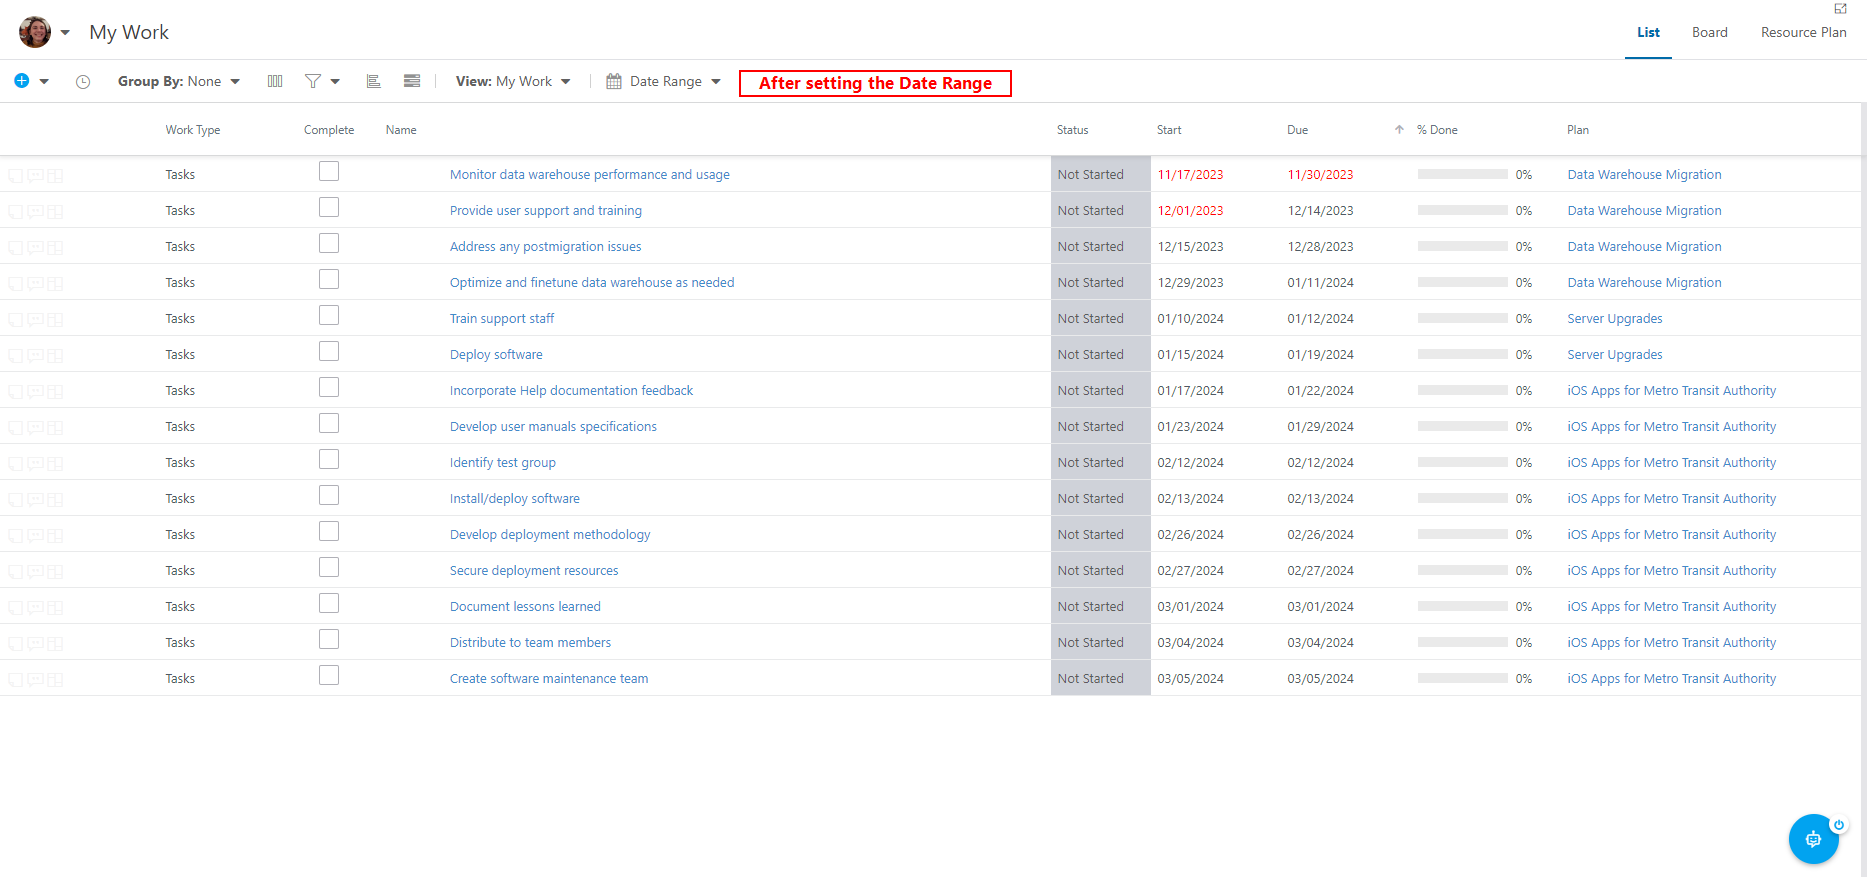 My Work
List Board Resource Plan
Group By: None View: My Work Date Range After setting the Date Range
Work Type Complete Name Status Start Due % Done Plan
Tasks Monitor data warehouse performance and usage Not Started 11/17/2023 11/30/2023 0% Data Warehouse Migration
Tasks Provide user support and training Not Started 12/01/2023 12/14/2023 0% Data Warehouse Migration
Tasks Address any postmigration issues Not Started 12/15/2023 12/28/2023 0% Data Warehouse Migration
Tasks Optimize and finetune data warehouse as needed Not Started 12/29/2023 01/11/2024 0% Data Warehouse Migration
Tasks Train support staff Not Started 01/10/2024 01/12/2024 0% Server Upgrades
Tasks Deploy software Not Started 01/15/2024 01/19/2024 0% Server Upgrades
Tasks Incorporate Help documentation feedback Not Started 01/17/2024 01/22/2024 0% iOS Apps for Metro Transit Authority
Tasks Develop user manuals specifications Not Started 01/23/2024 01/29/2024 0% iOS Apps for Metro Transit Authority
Tasks Identify test group Not Started 02/12/2024 02/12/2024 0% iOS Apps for Metro Transit Authority
Tasks Install/deploy software Not Started 02/13/2024 02/13/2024 0% iOS Apps for Metro Transit Authority
Tasks Develop deployment methodology Not Started 02/26/2024 02/26/2024 0% iOS Apps for Metro Transit Authority
Tasks Secure deployment resources Not Started 02/27/2024 02/27/2024 0% iOS Apps for Metro Transit Authority
Tasks Document lessons learned Not Started 03/01/2024 03/01/2024 0% iOS Apps for Metro Transit Authority
Tasks Distribute to team members Not Started 03/04/2024 03/04/2024 0% iOS Apps for Metro Transit Authority
Tasks Create software maintenance team Not Started 03/05/2024 03/05/2024 0% iOS Apps for Metro Transit Authority